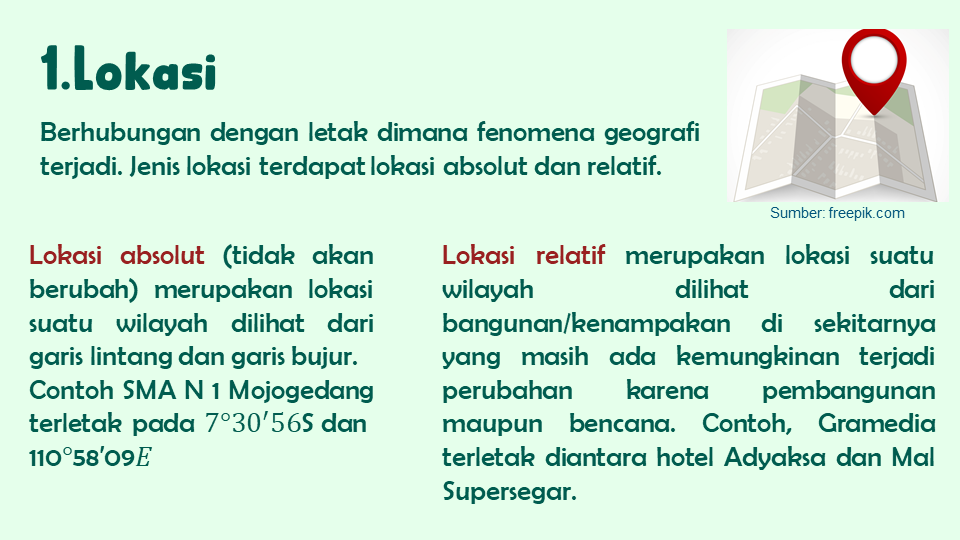 1.Lokasi
Berhubungan dengan letak dimana fenomena geografi
terjadi. Jenis lokasi terdapat lokasi absolut dan relatif.
Sumber: freepik.com
Lokasi absolut (tidak akan
berubah) merupakan lokasi
suatu wilayah dilihat dari
garis lintang dan garis bujur.
Contoh SMA N 1 Mojogedang
terletak pada 7°30′56S dan
110°58'09E
Lokasi relatif merupakan lokasi suatu
wilayah dilihat dari
bangunan/kenampakan di sekitarnya
yang masih ada kemungkinan terjadi
perubahan karena pembangunan
maupun bencana. Contoh, Gramedia
terletak diantara hotel Adyaksa dan Mal
Supersegar.